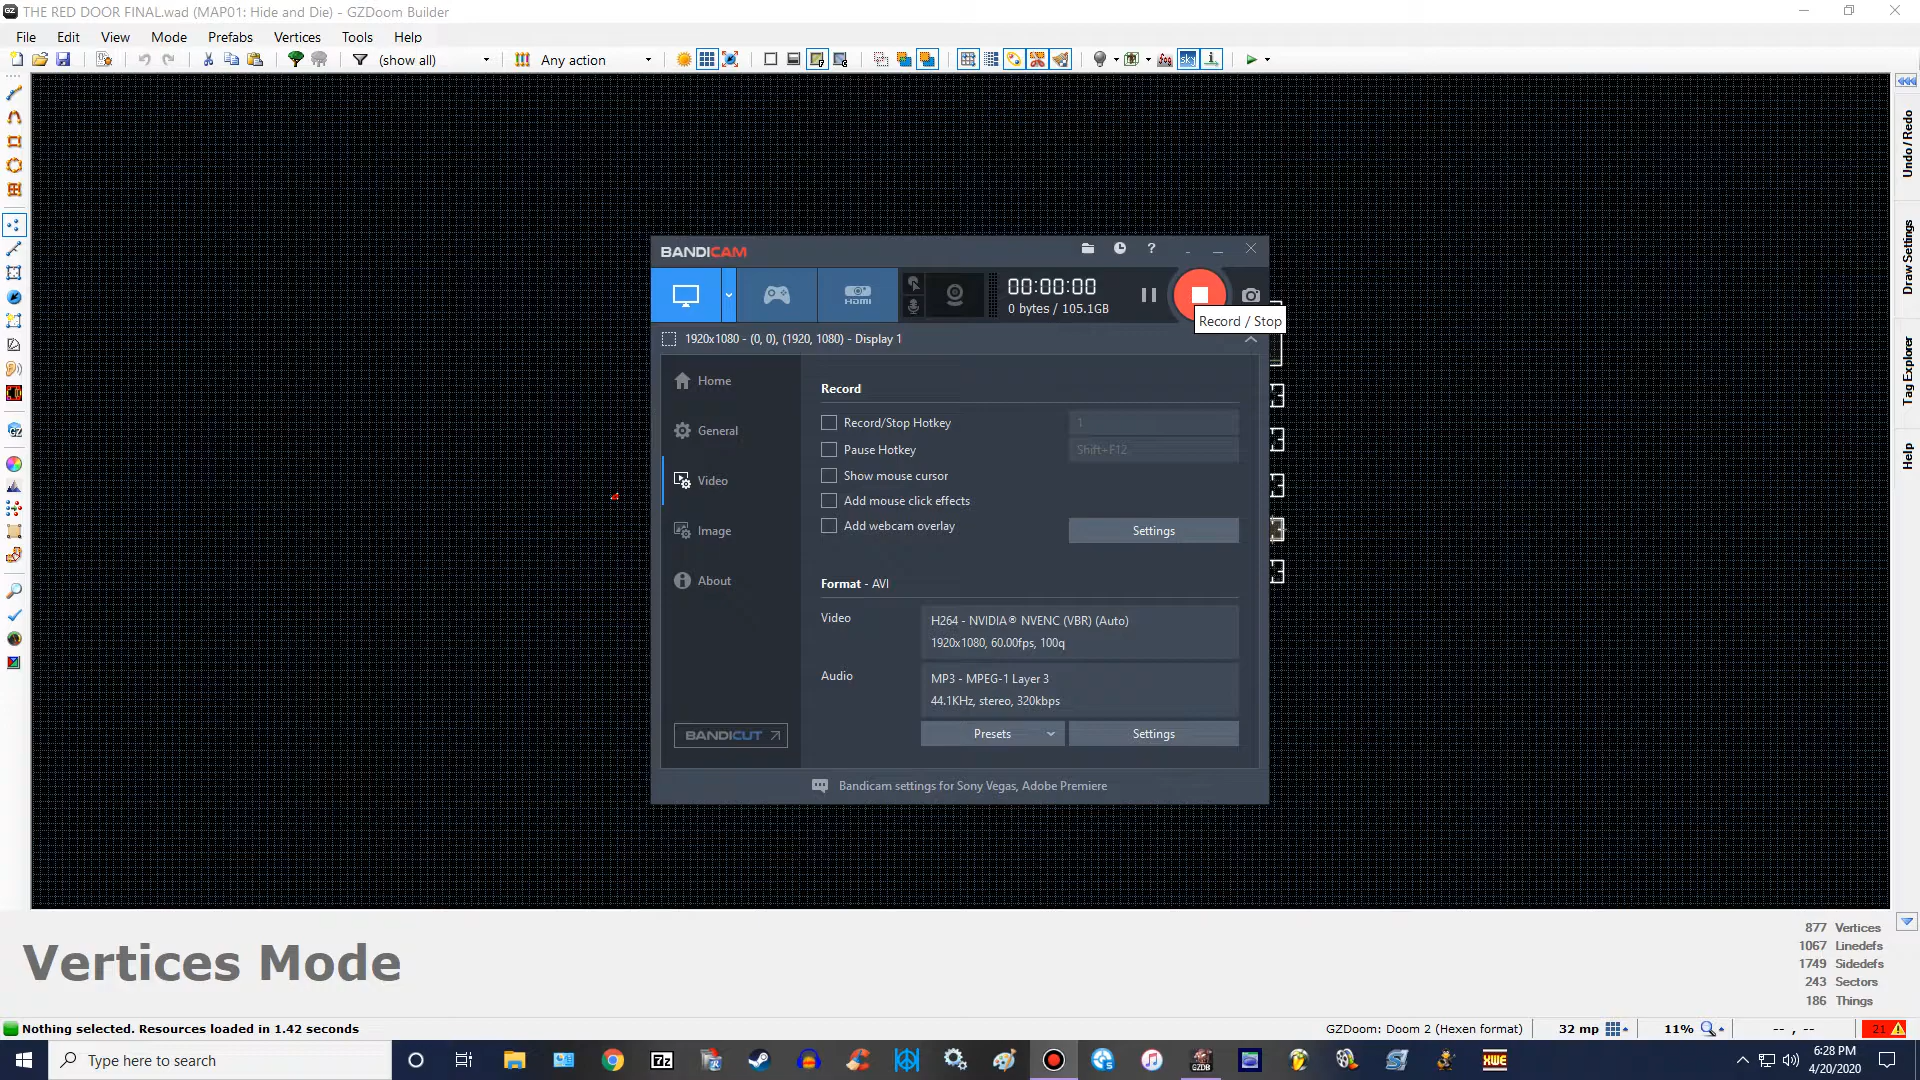 THE RED DOOR FINAL.wad (MAP01: Hide and Die) - GZDoom Builder
File Edit View Mode Prefabs Vertices Tools Help
(show all) Any action
Undo / Redo
Draw Settings
Tag Explorer
Help
BANDICAM
?
HDMI
00:00:00
0 bytes / 105.1GB
Record / Stop
1920x1080 - (0, 0), (1920, 1080) - Display 1
Home
General
Video
Image
About
BANDICUT
Record
Record/Stop Hotkey 1
Pause Hotkey Shift+F12
Show mouse cursor
Add mouse click effects
Add webcam overlay
Settings
Format - AVI
Video
H264 - NVIDIA® NVENC (VBR) (Auto)
1920x1080, 60.00fps, 100q
Audio
MP3 - MPEG-1 Layer 3
44.1KHz, stereo, 320kbps
Presets Settings
Bandicam settings for Sony Vegas, Adobe Premiere
Vertices Mode
877 Vertices
1067 Linedefs
1749 Sidedefs
243 Sectors
186 Things
Nothing selected. Resources loaded in 1.42 seconds
GZDoom: Doom 2 (Hexen format) 32 mp 11% -- , -- 21
Type here to search
7z
GZDB
XWE
6:28 PM
4/20/2020